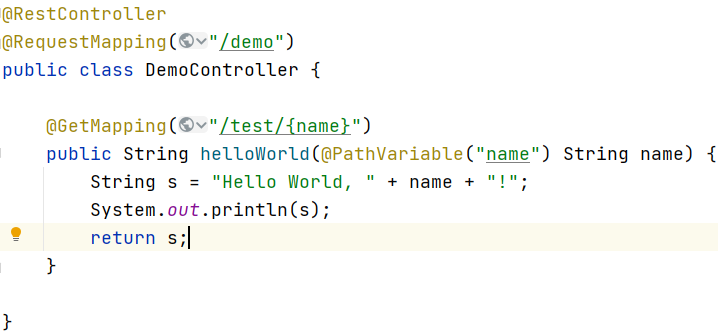 @RestController
@RequestMapping("/demo")
public class DemoController {
@GetMapping("/test/{name}")
public String helloWorld(@PathVariable("name") String name) {
String s = "Hello World, " + name + "!";
System.out.println(s);
return s;
}
}